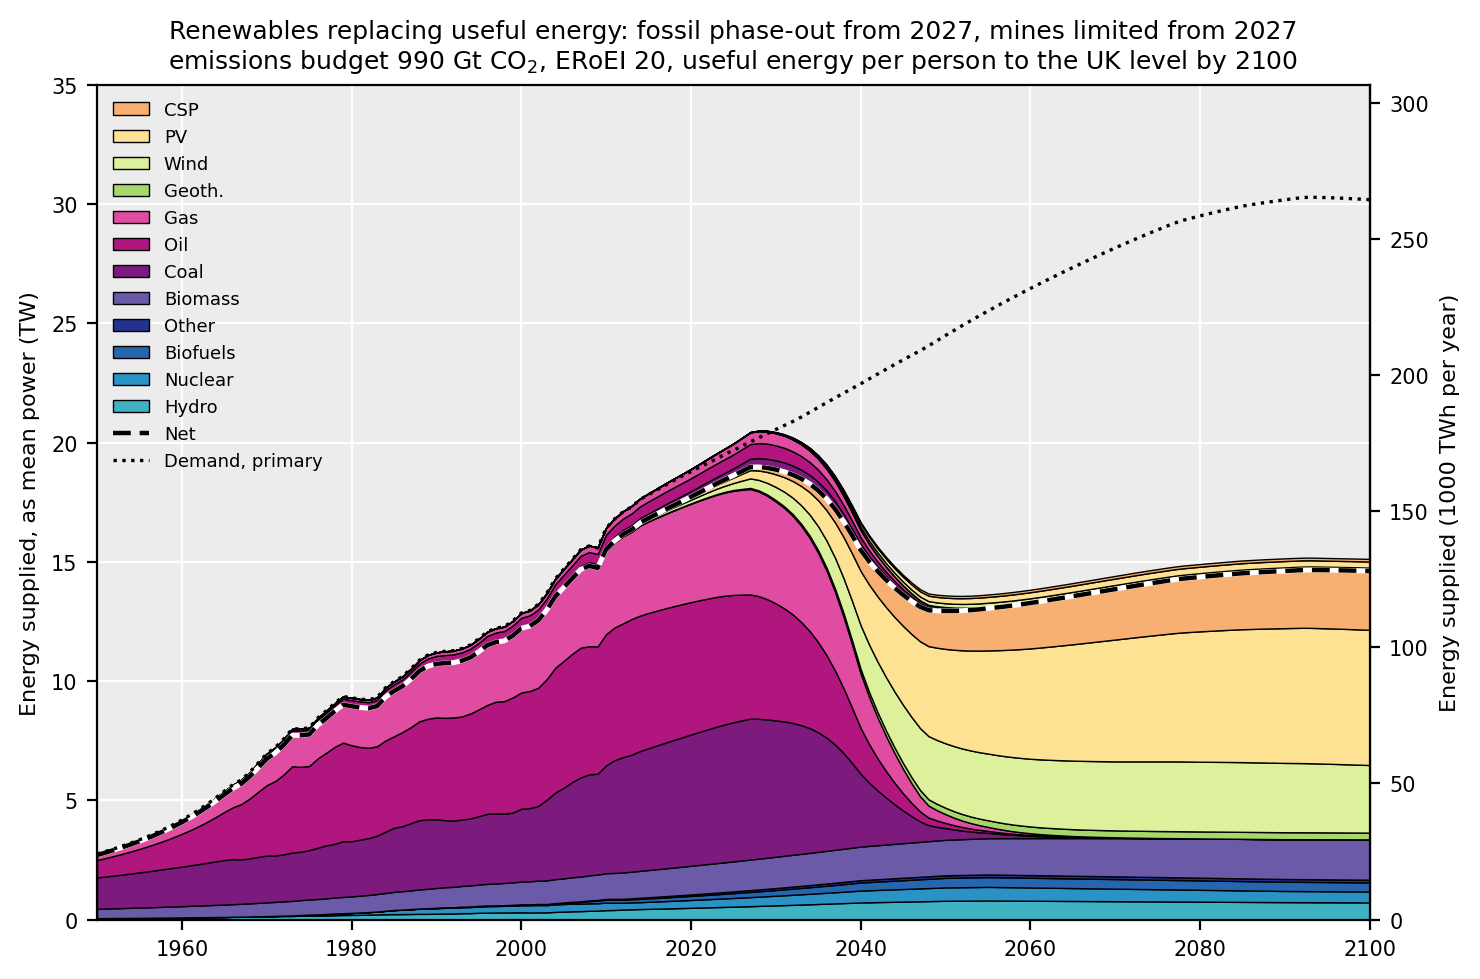 Renewables replacing useful energy: fossil phase-out from 2027, mines limited from 2027
emissions budget 990 Gt CO₂, ERoEI 20, useful energy per person to the UK level by 2100
Energy supplied, as mean power (TW)
35
30
25
20
15
10
5
0
CSP
PV
Wind
Geoth.
Gas
Oil
Coal
Biomass
Other
Biofuels
Nuclear
Hydro
Net
Demand, primary
300
250
200
150
100
50
0
Energy supplied (1000 TWh per year)
1960
1980
2000
2020
2040
2060
2080
2100